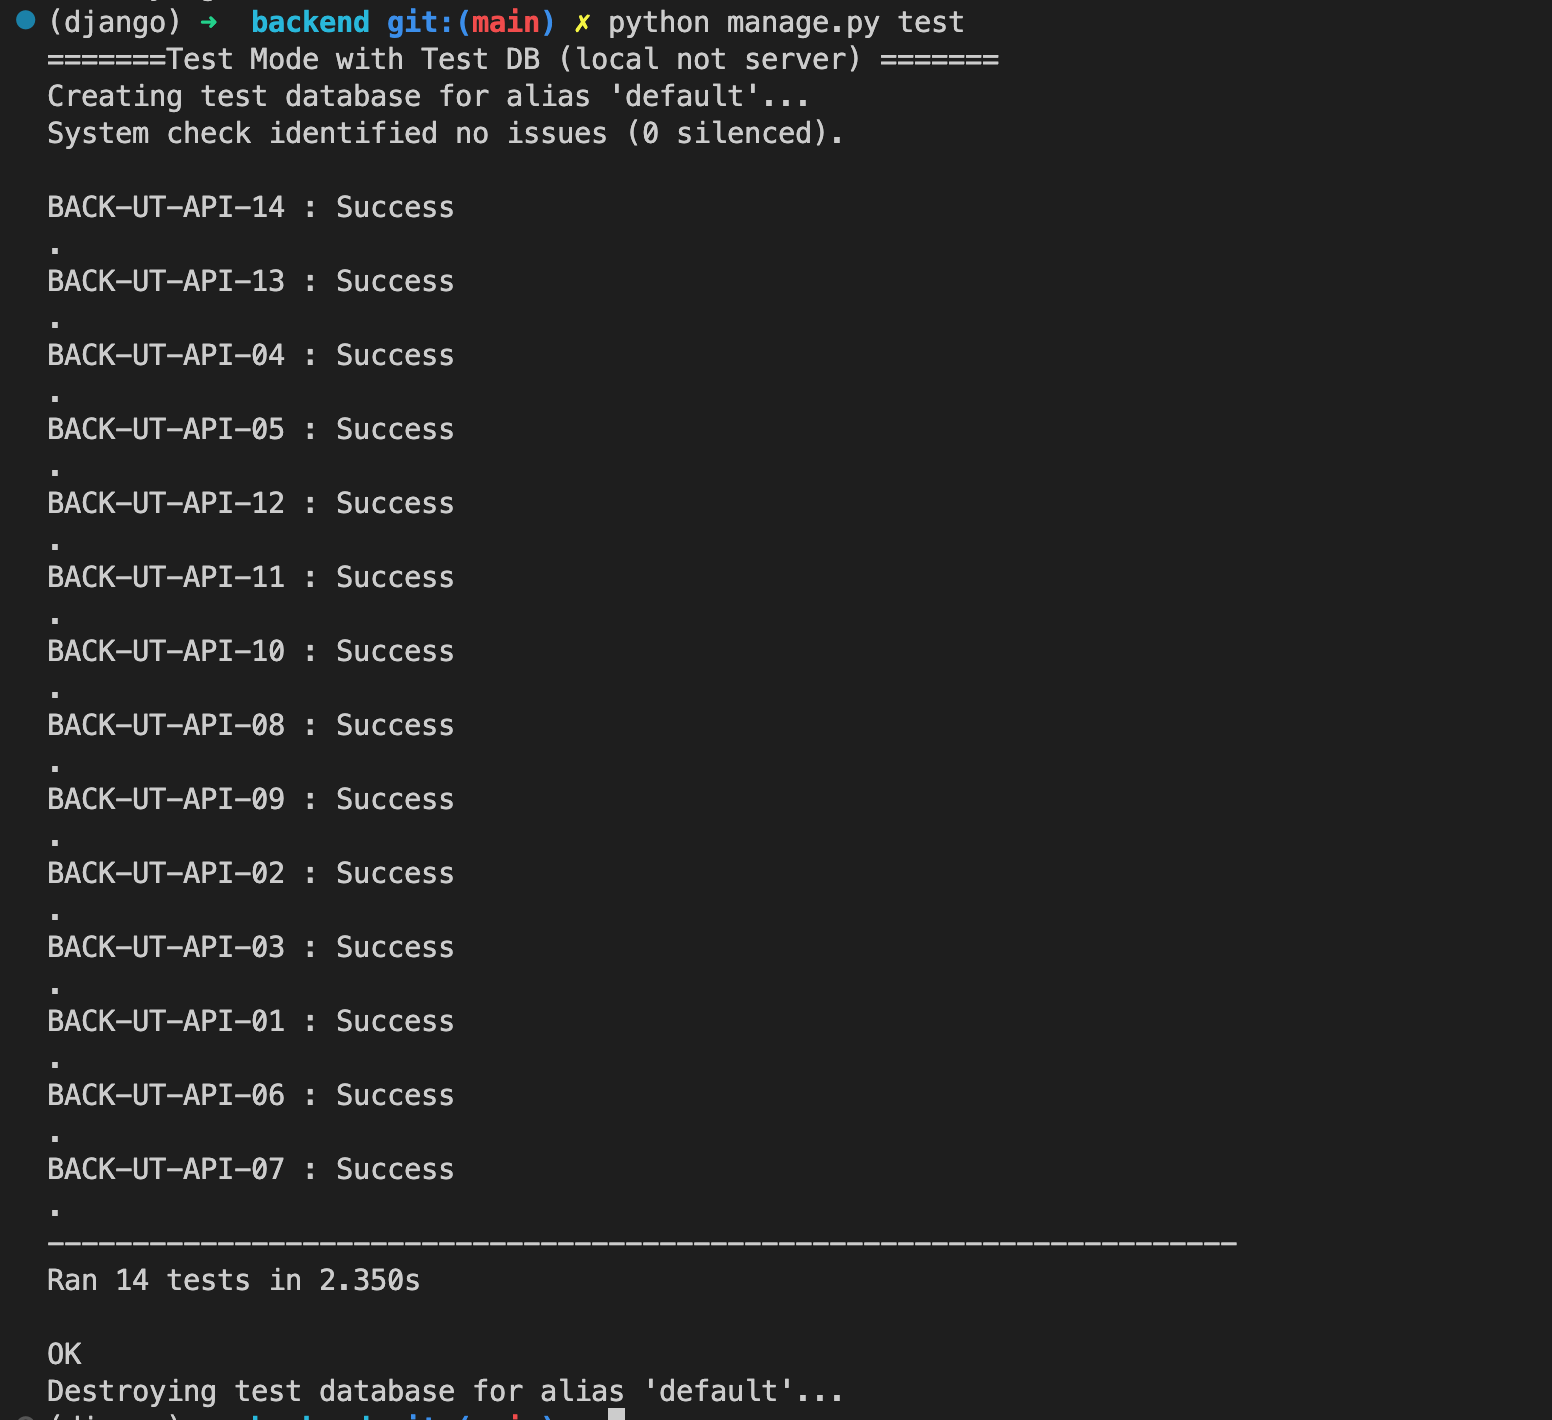 (django) ➜ backend git:(main) ✗ python manage.py test
=======Test Mode with Test DB (local not server) =======
Creating test database for alias 'default'...
System check identified no issues (0 silenced).
BACK-UT-API-14 : Success
.
BACK-UT-API-13 : Success
.
BACK-UT-API-04 : Success
.
BACK-UT-API-05 : Success
.
BACK-UT-API-12 : Success
.
BACK-UT-API-11 : Success
.
BACK-UT-API-10 : Success
.
BACK-UT-API-08 : Success
.
BACK-UT-API-09 : Success
.
BACK-UT-API-02 : Success
.
BACK-UT-API-03 : Success
.
BACK-UT-API-01 : Success
.
BACK-UT-API-06 : Success
.
BACK-UT-API-07 : Success
.
----------------------------------------------------------------------
Ran 14 tests in 2.350s
OK
Destroying test database for alias 'default'...